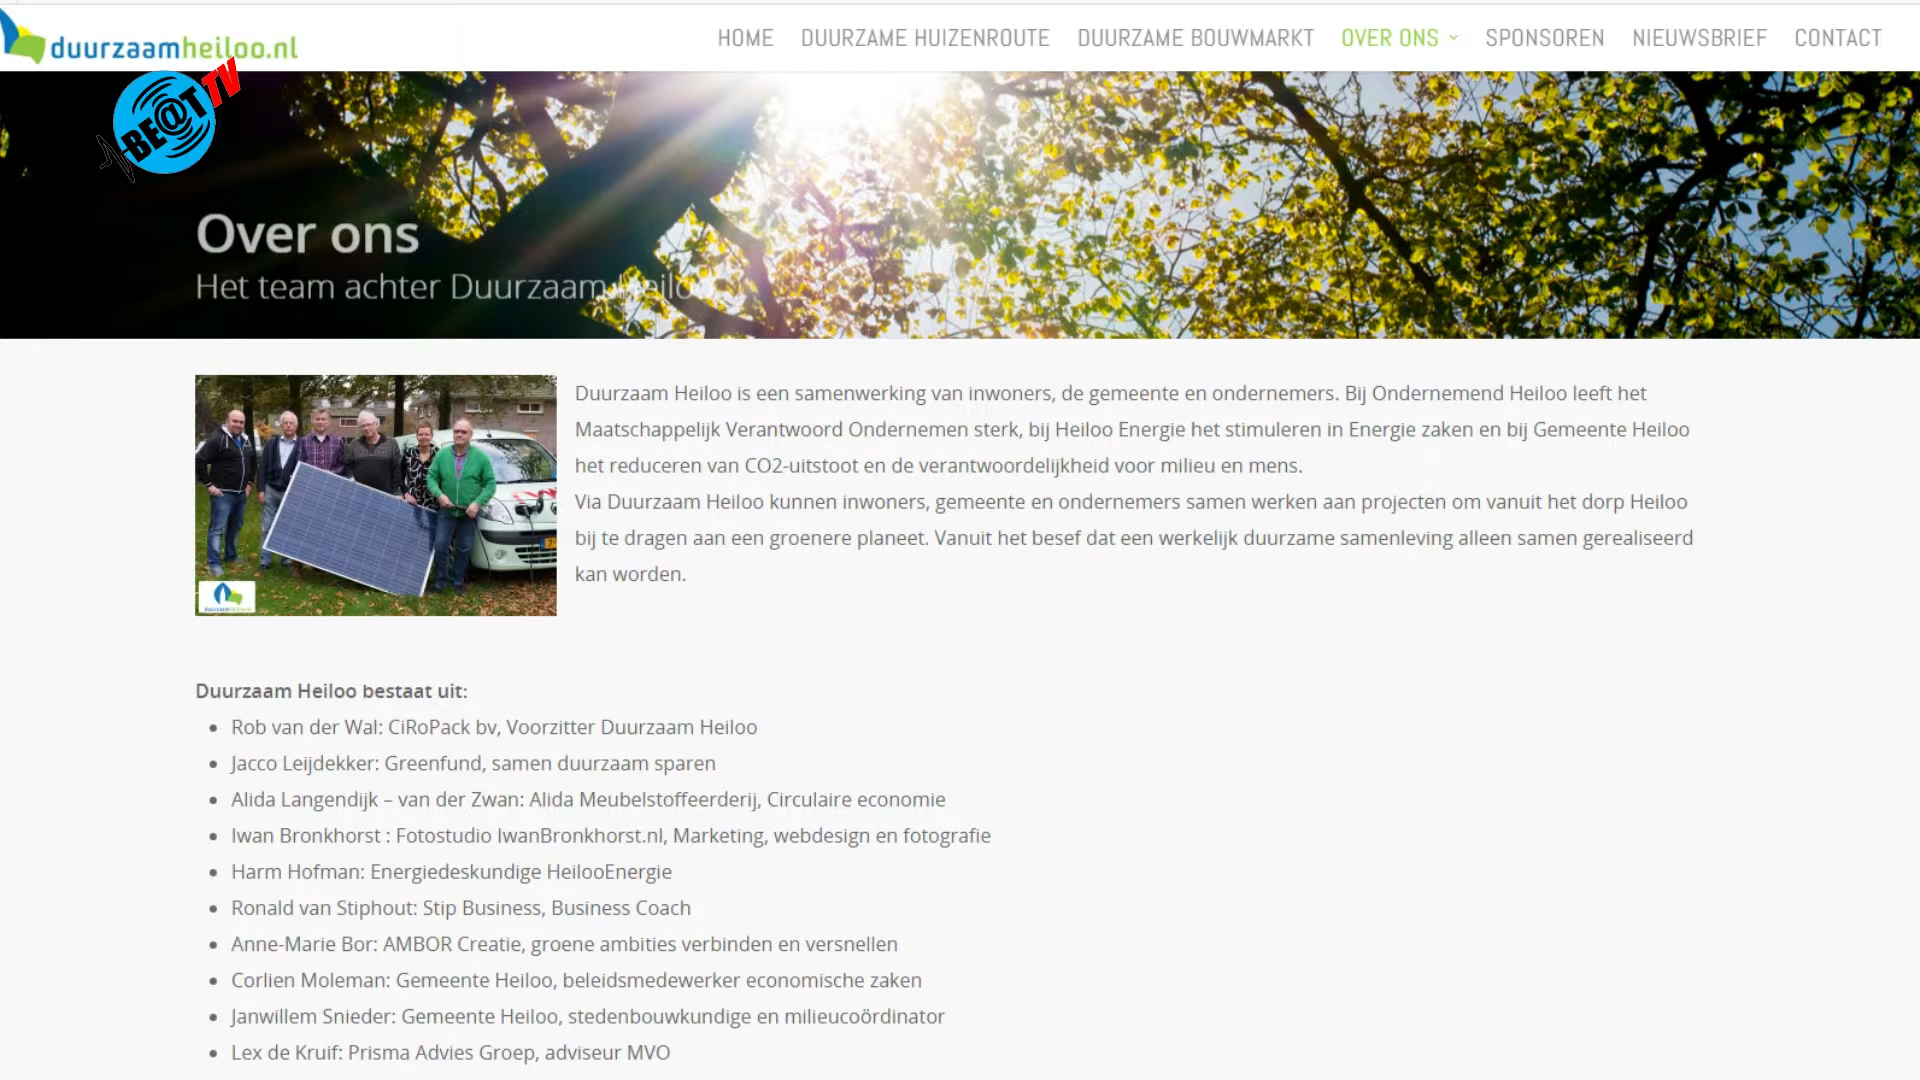 duurzaamheiloo.nl
HOME DUURZAME HUIZENROUTE DUURZAME BOUWMARKT OVER ONS SPONSOREN NIEUWSBRIEF CONTACT
BE@T TV
Over ons
Het team achter Duurzaam Heiloo
Duurzaam Heiloo is een samenwerking van inwoners, de gemeente en ondernemers. Bij Ondernemend Heiloo leeft het
Maatschappelijk Verantwoord Ondernemen sterk, bij Heiloo Energie het stimuleren in Energie zaken en bij Gemeente Heiloo
het reduceren van CO2-uitstoot en de verantwoordelijkheid voor milieu en mens.
Via Duurzaam Heiloo kunnen inwoners, gemeente en ondernemers samen werken aan projecten om vanuit het dorp Heiloo
bij te dragen aan een groenere planeet. Vanuit het besef dat een werkelijk duurzame samenleving alleen samen gerealiseerd
kan worden.
Duurzaam Heiloo bestaat uit:
• Rob van der Wal: CiRoPack bv, Voorzitter Duurzaam Heiloo
• Jacco Leijdekker: Greenfund, samen duurzaam sparen
• Alida Langendijk – van der Zwan: Alida Meubelstoffeerderij, Circulaire economie
• Iwan Bronkhorst : Fotostudio IwanBronkhorst.nl, Marketing, webdesign en fotografie
• Harm Hofman: Energiedeskundige HeilooEnergie
• Ronald van Stiphout: Stip Business, Business Coach
• Anne-Marie Bor: AMBOR Creatie, groene ambities verbinden en versnellen
• Corlien Moleman: Gemeente Heiloo, beleidsmedewerker economische zaken
• Janwillem Snieder: Gemeente Heiloo, stedenbouwkundige en milieucoördinator
• Lex de Kruif: Prisma Advies Groep, adviseur MVO